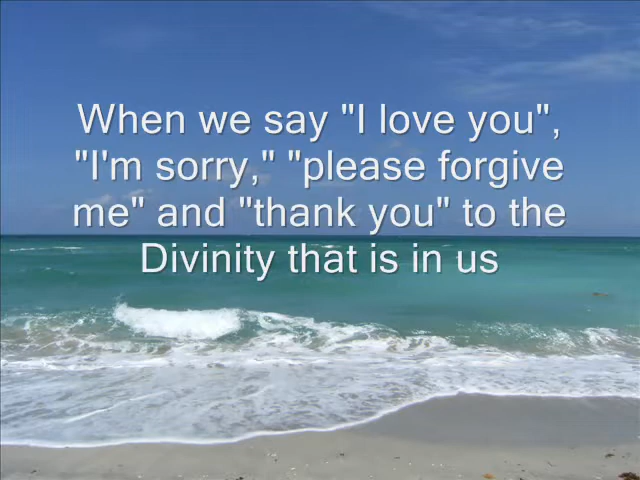 When we say "I love you",
"I'm sorry," "please forgive
me" and "thank you" to the
Divinity that is in us